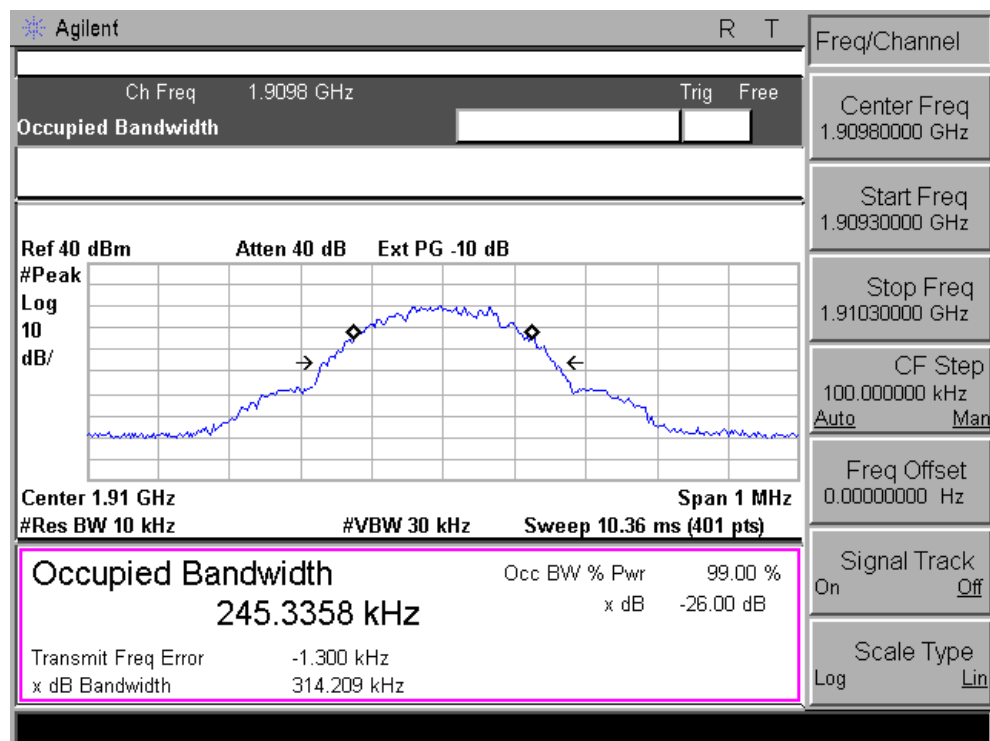 Agilent R T
Ch Freq 1.9098 GHz Trig Free
Occupied Bandwidth
Ref 40 dBm Atten 40 dB Ext PG -10 dB
#Peak
Log
10
dB/
Center 1.91 GHz Span 1 MHz
#Res BW 10 kHz #VBW 30 kHz Sweep 10.36 ms (401 pts)
Occupied Bandwidth
245.3358 kHz
Occ BW % Pwr 99.00 %
x dB -26.00 dB
Transmit Freq Error -1.300 kHz
x dB Bandwidth 314.209 kHz
Freq/Channel
Center Freq
1.90980000 GHz
Start Freq
1.90930000 GHz
Stop Freq
1.91030000 GHz
CF Step
100.000000 kHz
Auto Man
Freq Offset
0.00000000 Hz
Signal Track
On Off
Scale Type
Log Lin